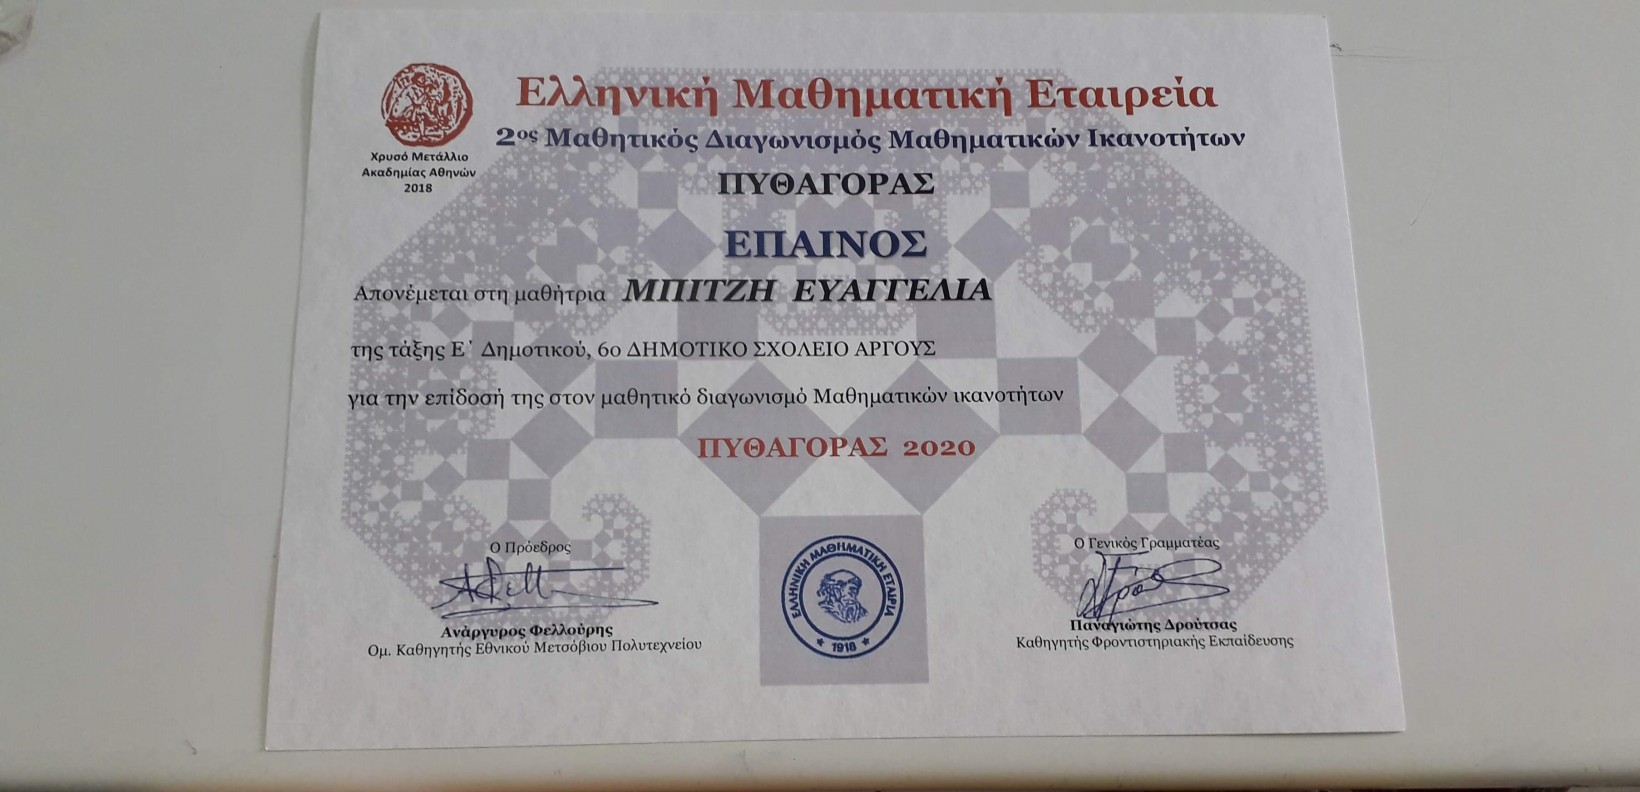 Ελληνική Μαθηματική Εταιρεία
2ος Μαθητικός Διαγωνισμός Μαθηματικών Ικανοτήτων
Χρυσό Μετάλλιο
Ακαδημίας Αθηνών
2018
ΠΥΘΑΓΟΡΑΣ
ΕΠΑΙΝΟΣ
Απονέμεται στη μαθήτρια ΜΠΙΤΖΗ ΕΥΑΓΓΕΛΙΑ
της τάξης Ε΄ Δημοτικού, 6ο ΔΗΜΟΤΙΚΟ ΣΧΟΛΕΙΟ ΑΡΓΟΥΣ
για την επίδοσή της στον μαθητικό διαγωνισμό Μαθηματικών ικανοτήτων
ΠΥΘΑΓΟΡΑΣ 2020
Ο Πρόεδρος
Ανάργυρος Φελλούρης
Ομ. Καθηγητής Εθνικού Μετσόβιου Πολυτεχνείου
ΕΛΛΗΝΙΚΗ ΜΑΘΗΜΑΤΙΚΗ ΕΤΑΙΡΙΑ
1918
Ο Γενικός Γραμματέας
Παναγιώτης Δρούτσας
Καθηγητής Φροντιστηριακής Εκπαίδευσης